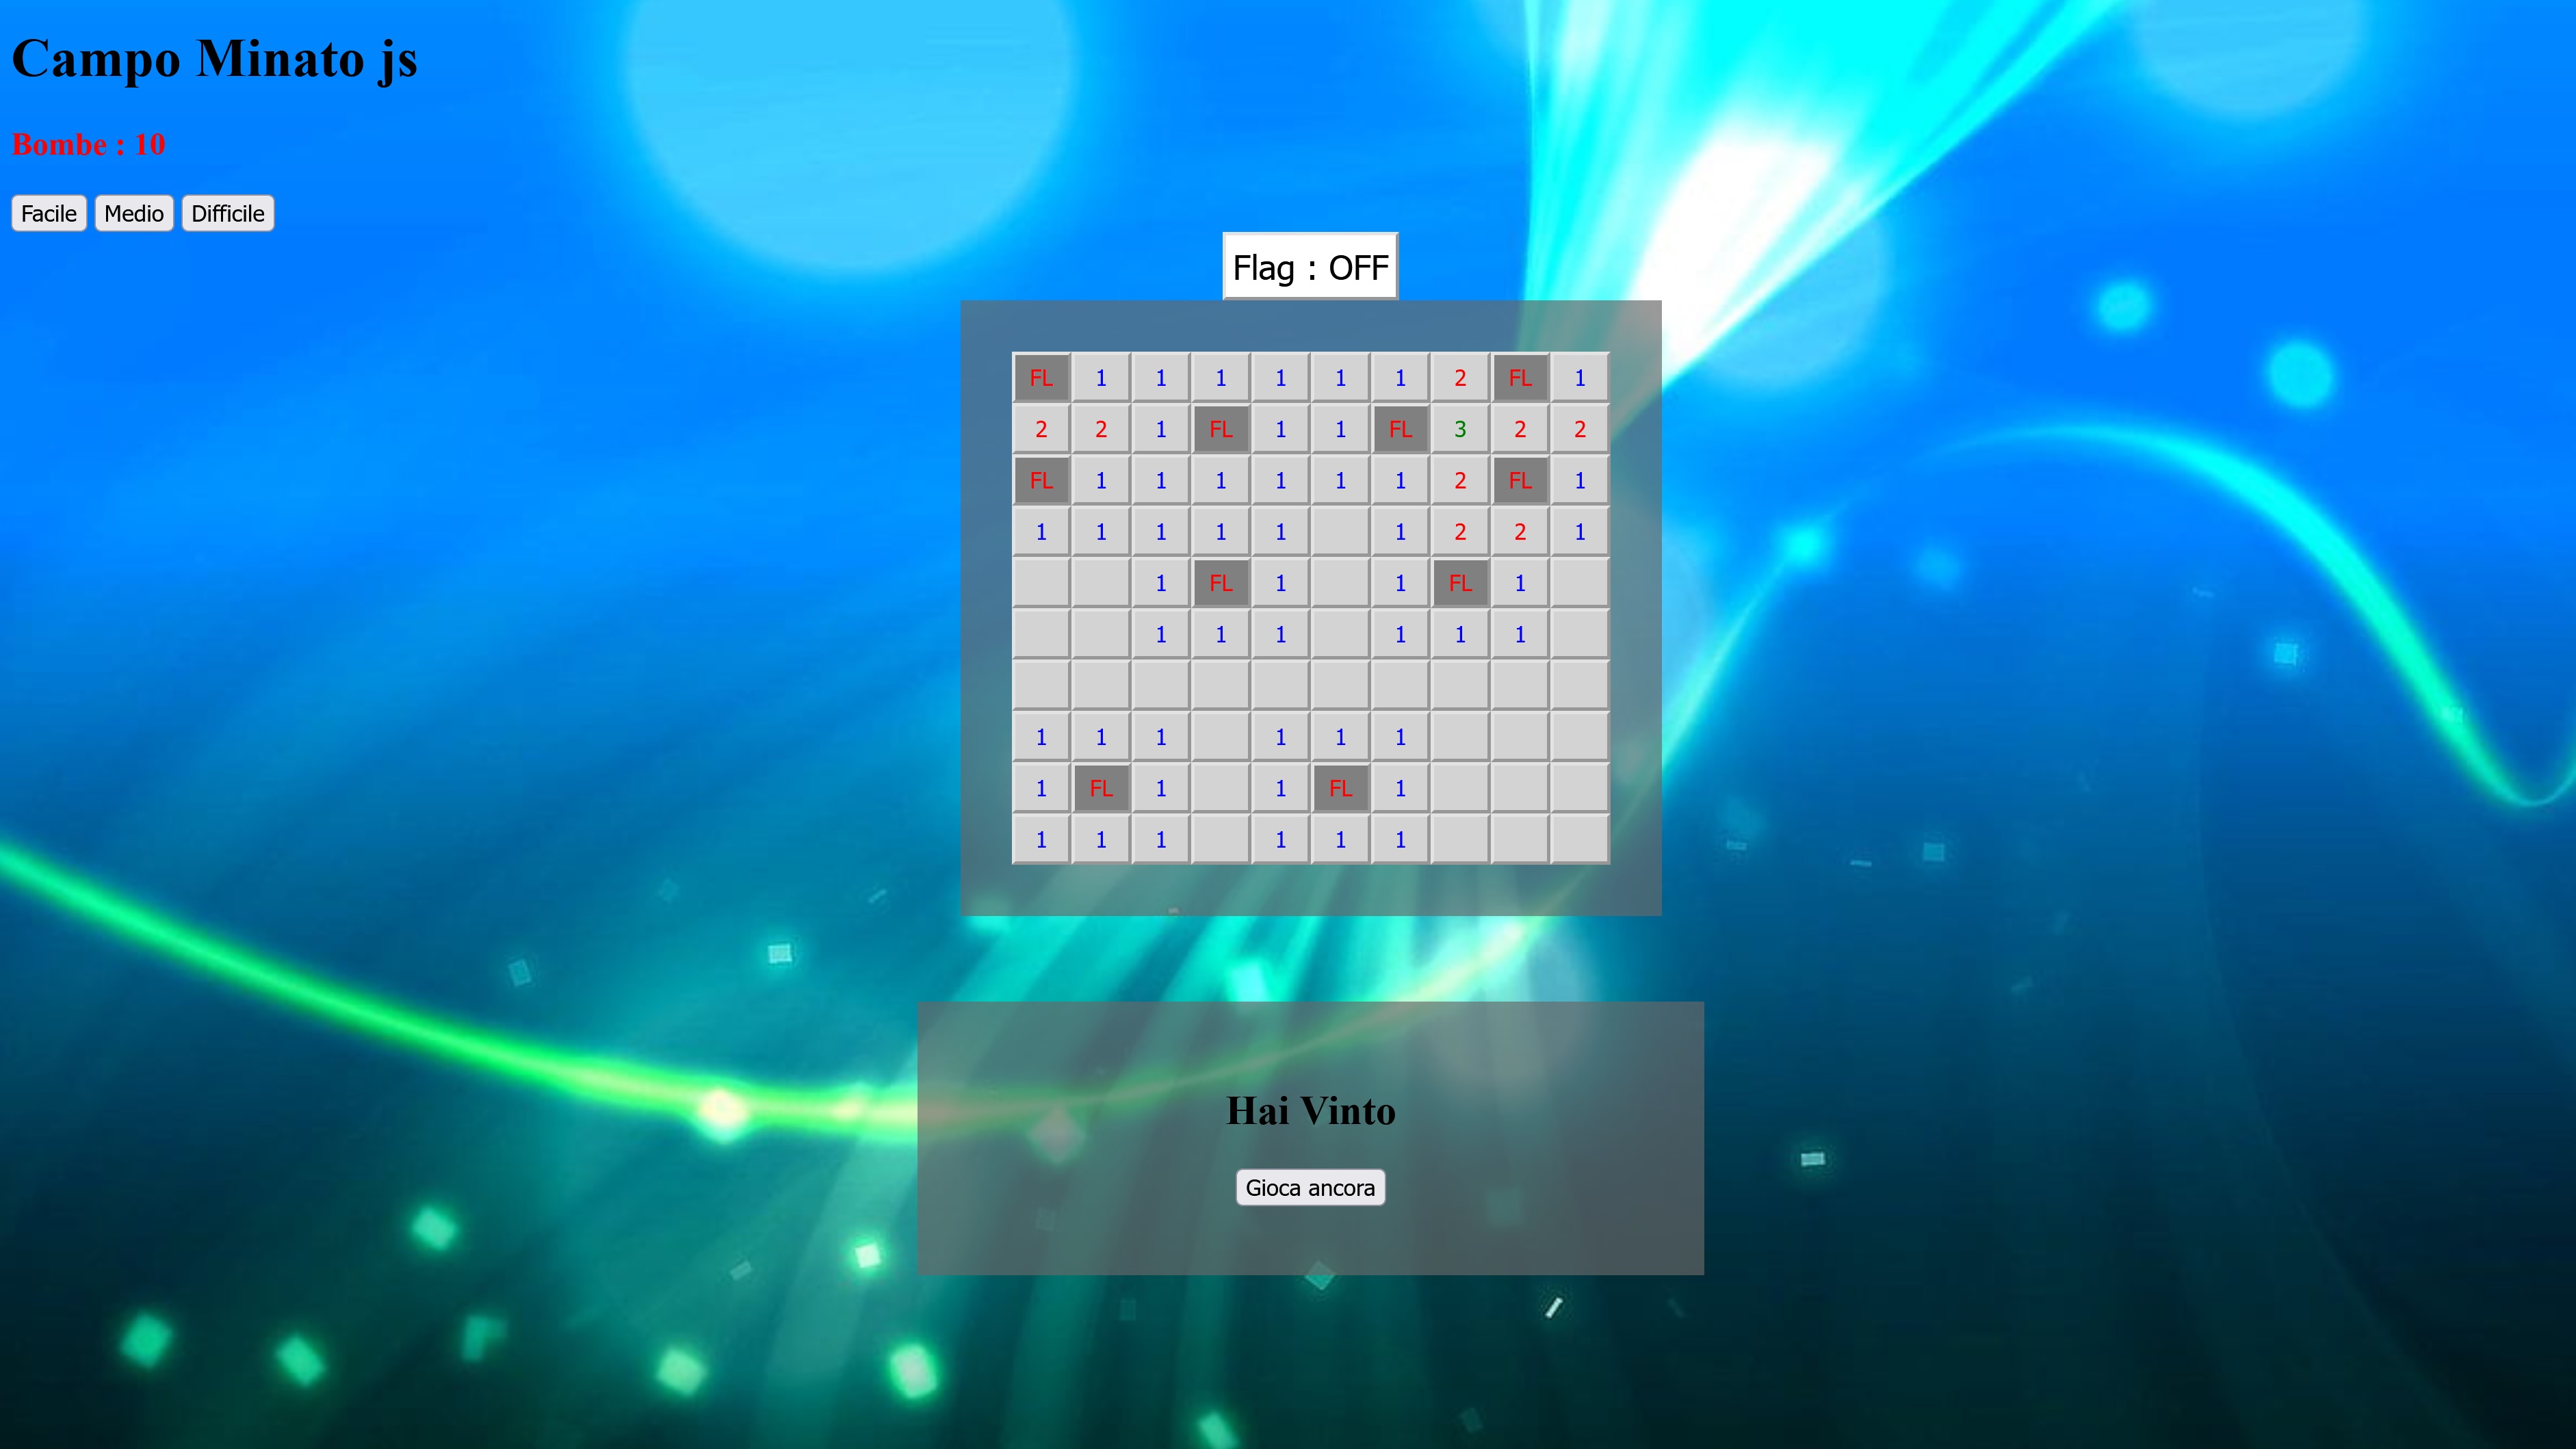 Campo Minato js
Bombe : 10
Facile Medio Difficile
Flag : OFF
FL 1 1 1 1 1 1 2 FL 1
2 2 1 FL 1 1 FL 3 2 2
FL 1 1 1 1 1 1 2 FL 1
1 1 1 1 1 1 2 2 1
1 FL 1 1 FL 1
1 1 1 1 1 1
1 1 1 1 1 1
1 FL 1 1 FL 1
1 1 1 1 1 1
Hai Vinto
Gioca ancora